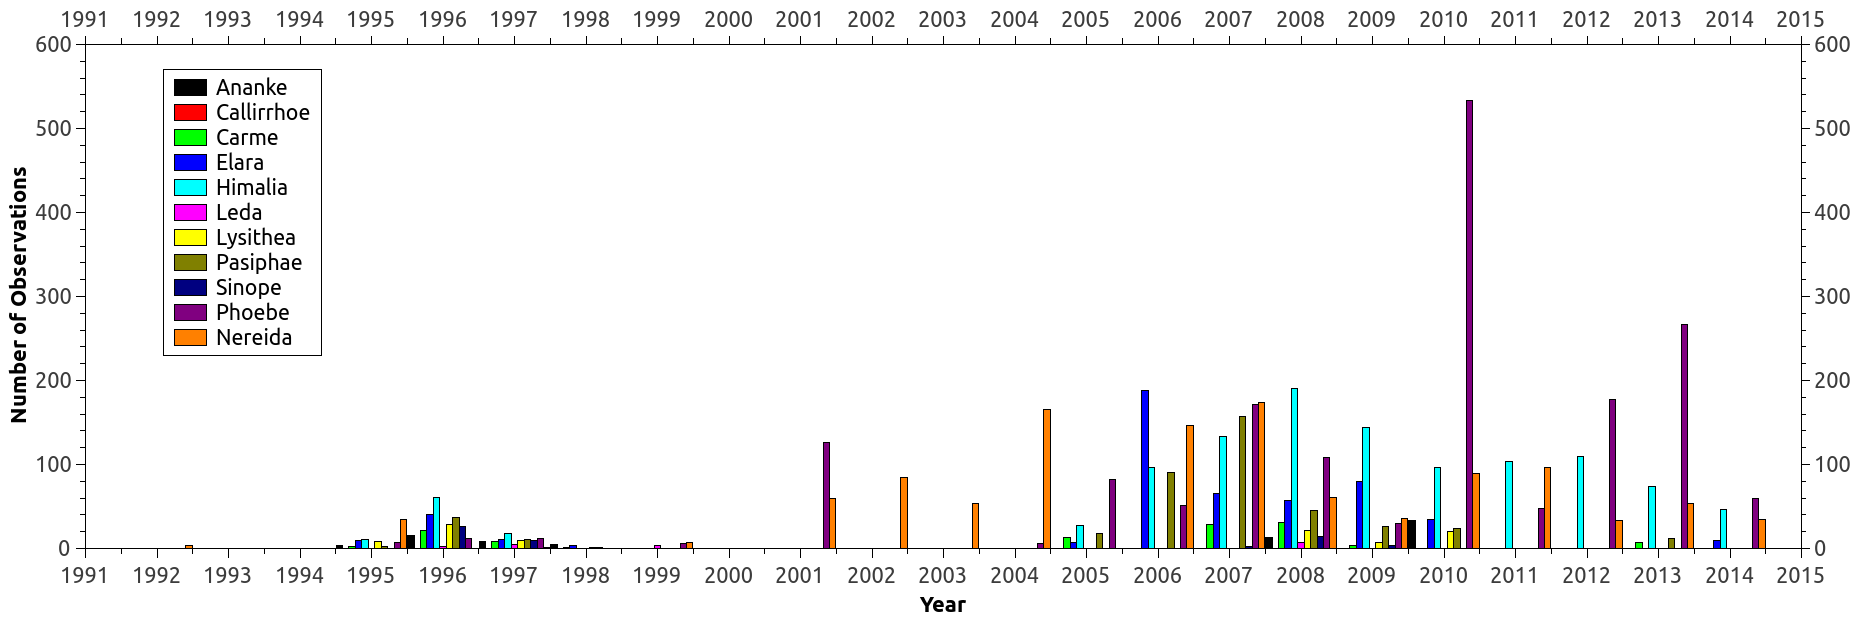 1991 1992 1993 1994 1995 1996 1997 1998 1999 2000 2001 2002 2003 2004 2005 2006 2007 2008 2009 2010 2011 2012 2013 2014 2015
600 600
500 500
400 400
300 300
200 200
100 100
0 0
Number of Observations
Ananke
Callirrhoe
Carme
Elara
Himalia
Leda
Lysithea
Pasiphae
Sinope
Phoebe
Nereida
1991 1992 1993 1994 1995 1996 1997 1998 1999 2000 2001 2002 2003 2004 2005 2006 2007 2008 2009 2010 2011 2012 2013 2014 2015
Year